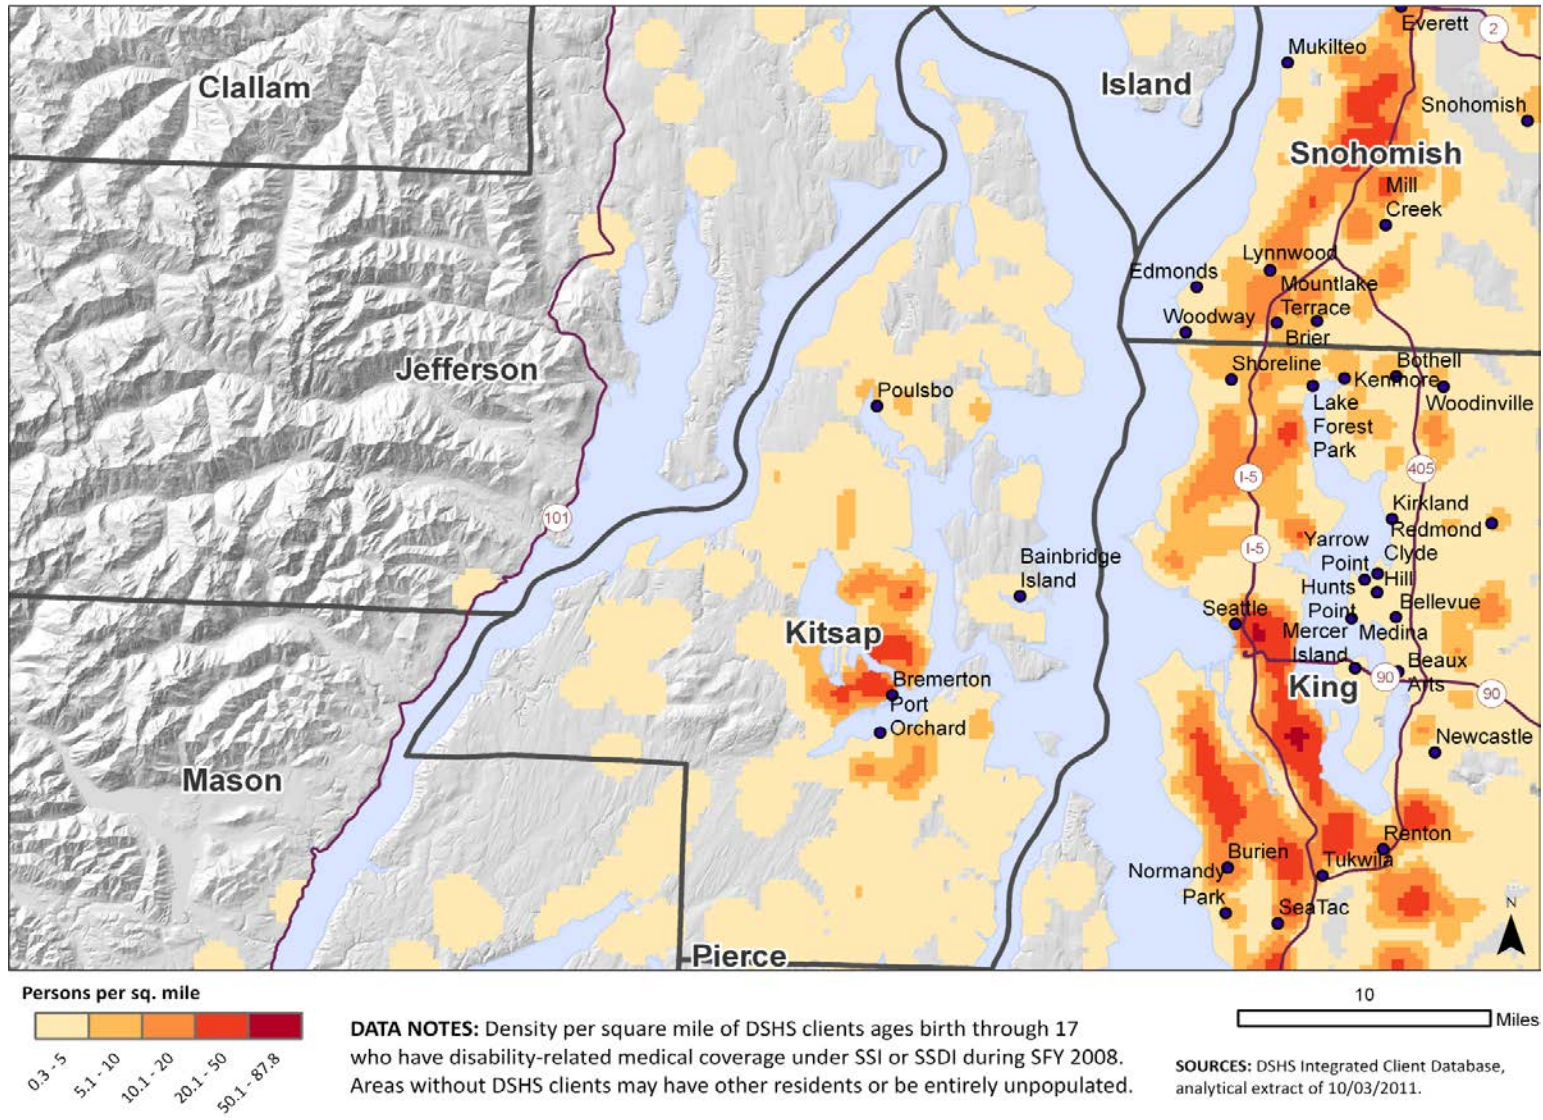 Everett
2
Mukilteo
Clallam
Island
Snohomish
Snohomish
Mill
Creek
Lynnwood
Edmonds
Mountlake
Terrace
Woodway
Brier
Shoreline
Bothell
Kenmore
Woodinville
Lake
Forest
Park
Jefferson
Poulsbo
I-5
405
101
Kirkland
Redmond
Yarrow
Point
Clyde
Hill
I-5
Bainbridge
Island
Hunts
Point
Seattle
Bellevue
Medina
Mercer
Island
Kitsap
Beaux
Arts
90
90
King
Bremerton
Port
Orchard
Newcastle
Mason
Renton
Burien
Tukwila
Normandy
Park
SeaTac
N
Pierce
Persons per sq. mile
0.3 - 5
5.1 - 10
10.1 - 20
20.1 - 50
50.1 - 87.8
DATA NOTES: Density per square mile of DSHS clients ages birth through 17
who have disability-related medical coverage under SSI or SSDI during SFY 2008.
Areas without DSHS clients may have other residents or be entirely unpopulated.
10
Miles
SOURCES: DSHS Integrated Client Database,
analytical extract of 10/03/2011.